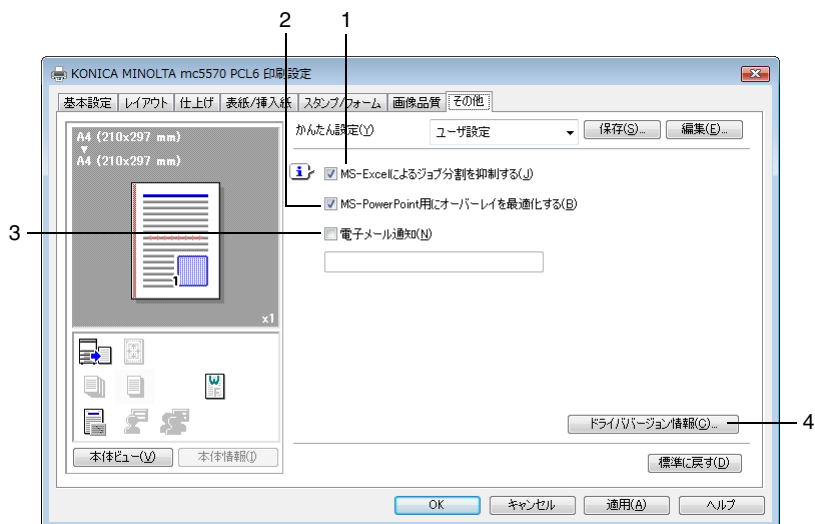 2 1
KONICA MINOLTA mc5570 PCL6 印刷設定
基本設定 レイアウト 仕上げ 表紙/挿入紙 スタンプ/フォーム 画像品質 その他
A4 (210x297 mm)
A4 (210x297 mm)
1
x1
かんたん設定(Y) ユーザ設定 保存(S)... 編集(E)...
MS-Excelによるジョブ分割を抑制する(J)
MS-PowerPoint用にオーバーレイを最適化する(B)
3
電子メール通知(N)
W
ドライババージョン情報(C)...
4
本体ビュー(V) 本体情報(I)
標準に戻す(D)
OK キャンセル 適用(A) ヘルプ